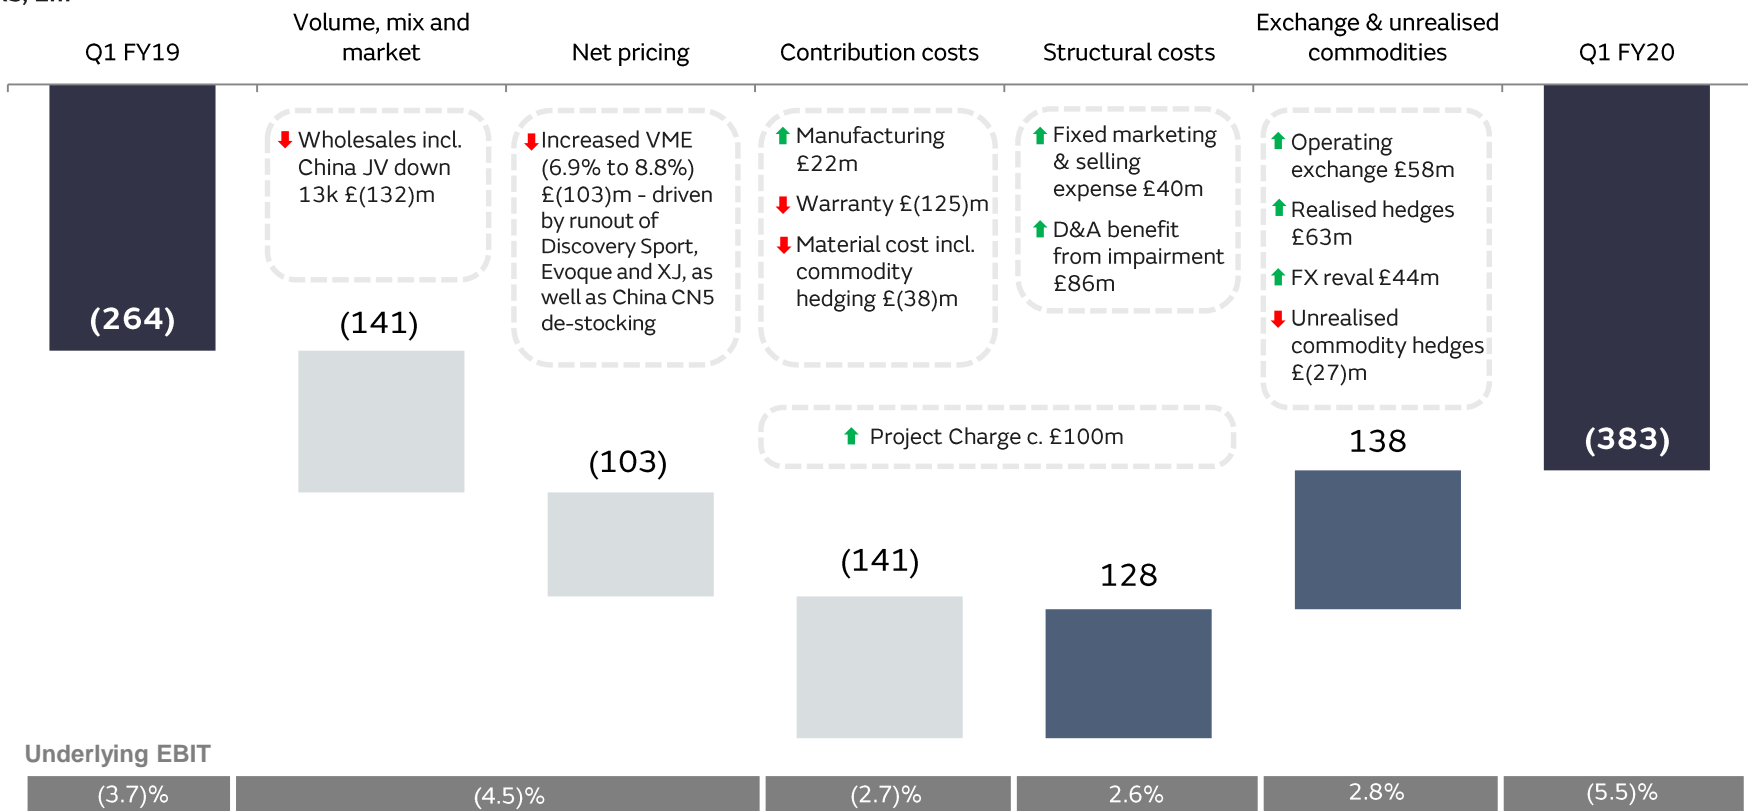 Q1 FY19
Volume, mix and
market
Net pricing
Contribution costs
Structural costs
Exchange & unrealised
commodities
Q1 FY20
(264)
Wholesales incl.
China JV down
13k £(132)m
(141)
Increased VME
(6.9% to 8.8%)
£(103)m - driven
by runout of
Discovery Sport,
Evoque and XJ, as
well as China CN5
de-stocking
(103)
Manufacturing
£22m
Warranty £(125)m
Material cost incl.
commodity
hedging £(38)m
(141)
Fixed marketing
& selling
expense £40m
D&A benefit
from impairment
£86m
Project Charge c. £100m
128
Operating
exchange £58m
Realised hedges
£63m
FX reval £44m
Unrealised
commodity hedges
£(27)m
138
(383)
Underlying EBIT
(3.7)%
(4.5)%
(2.7)%
2.6%
2.8%
(5.5)%